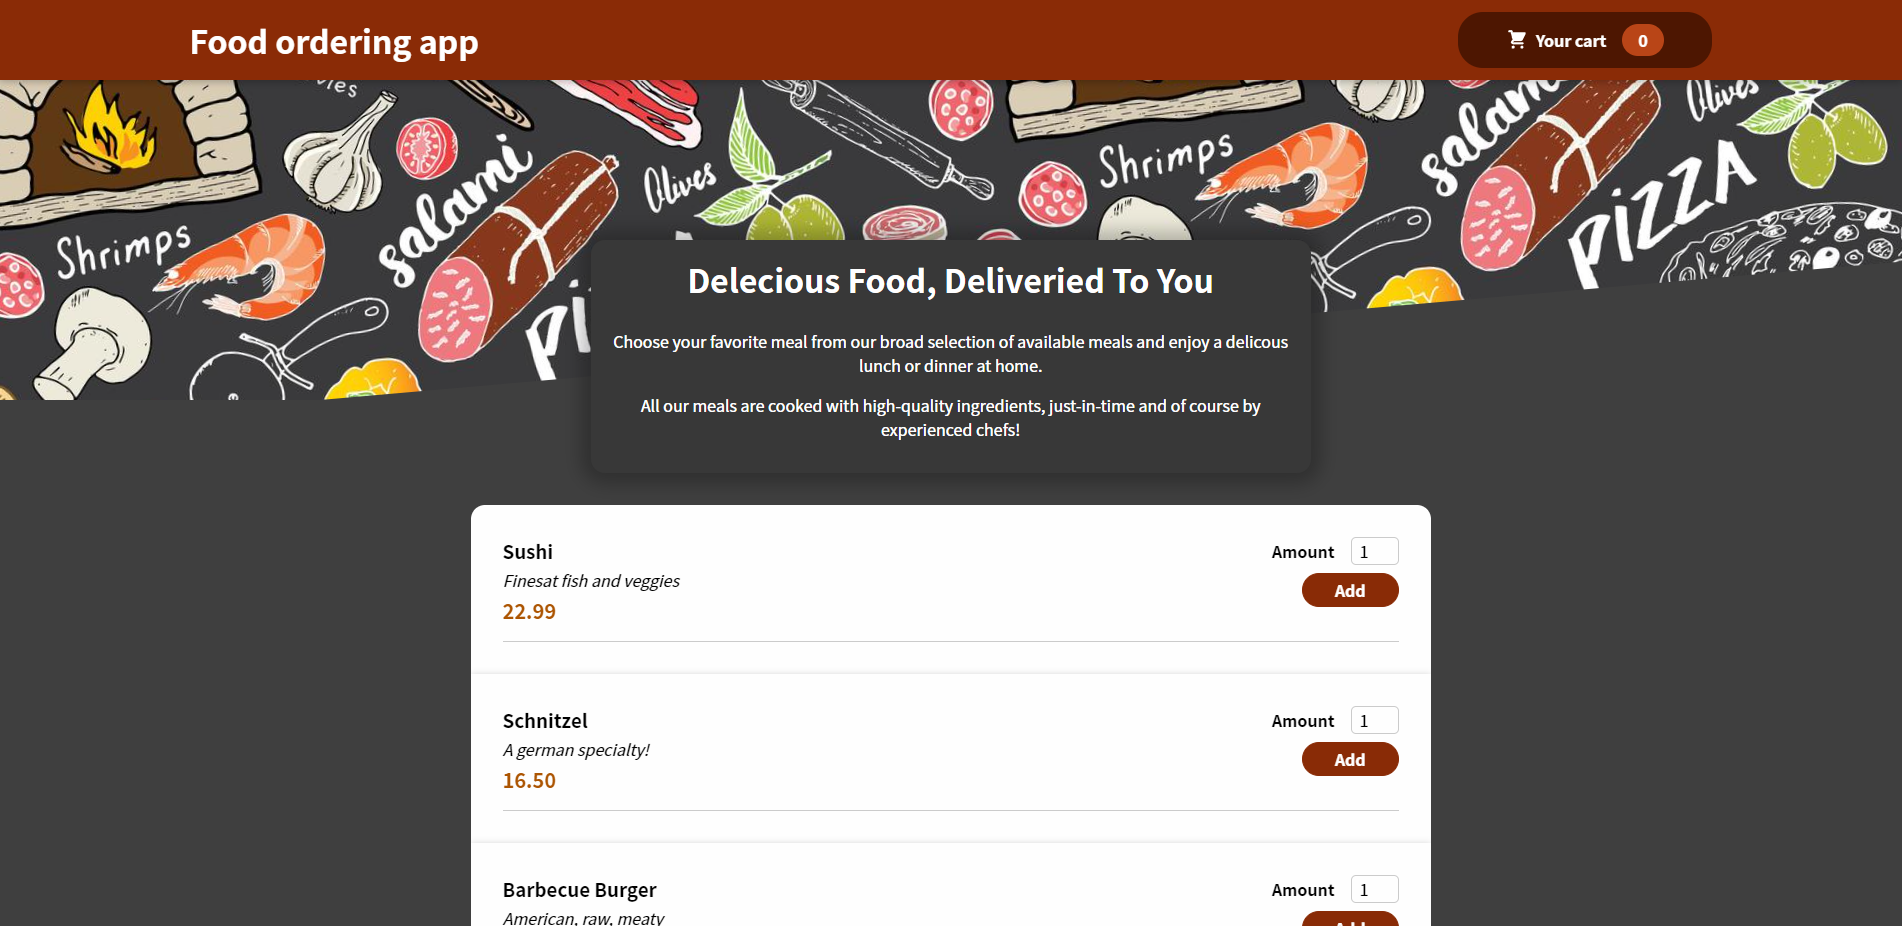 Food ordering app
Your cart 0
salami
Olives
Shrimps
salami
Olives
PIZZA
Shrimps
Delecious Food, Deliveried To You
Choose your favorite meal from our broad selection of available meals and enjoy a delicous
lunch or dinner at home.
All our meals are cooked with high-quality ingredients, just-in-time and of course by
experienced chefs!
Sushi
Amount 1
Finesat fish and veggies
Add
22.99
Schnitzel
Amount 1
A german specialty!
Add
16.50
Barbecue Burger
Amount 1
American, raw, meaty